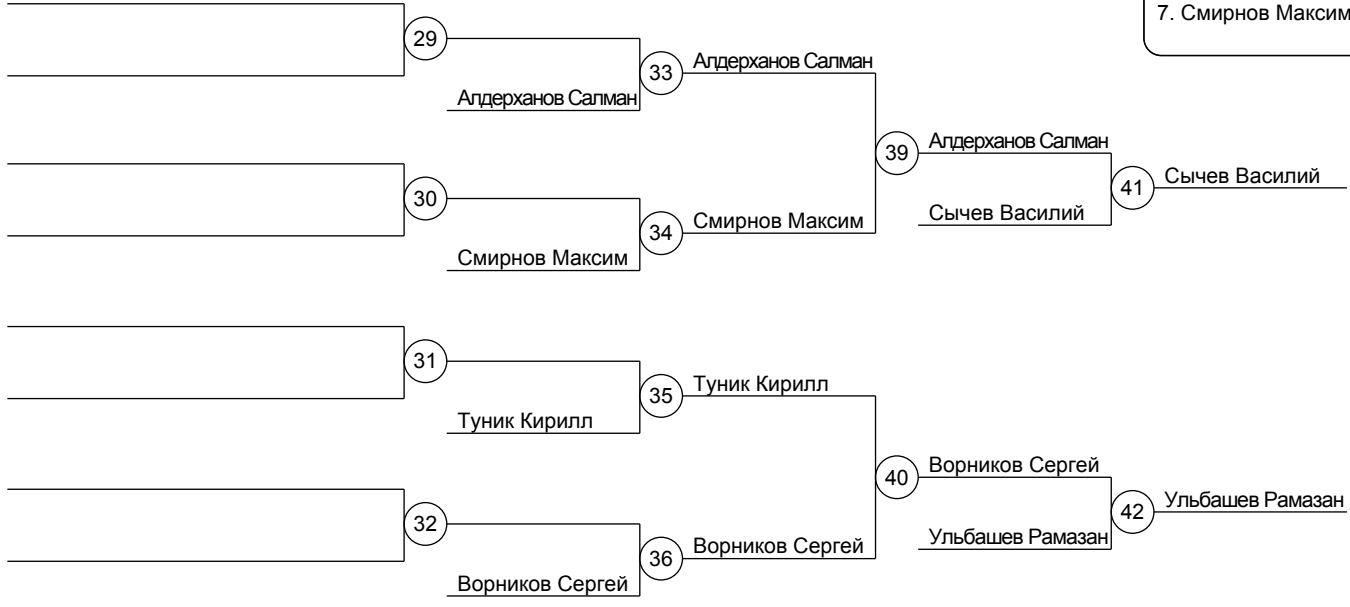 7. Смирнов Максим
29
33
Алдерханов Салман
Алдерханов Салман
39
Алдерханов Салман
41
Сычев Василий
30
34
Смирнов Максим
Сычев Василий
Смирнов Максим
31
35
Туник Кирилл
Туник Кирилл
40
Ворников Сергей
42
Ульбашев Рамазан
32
36
Ворников Сергей
Ульбашев Рамазан
Ворников Сергей